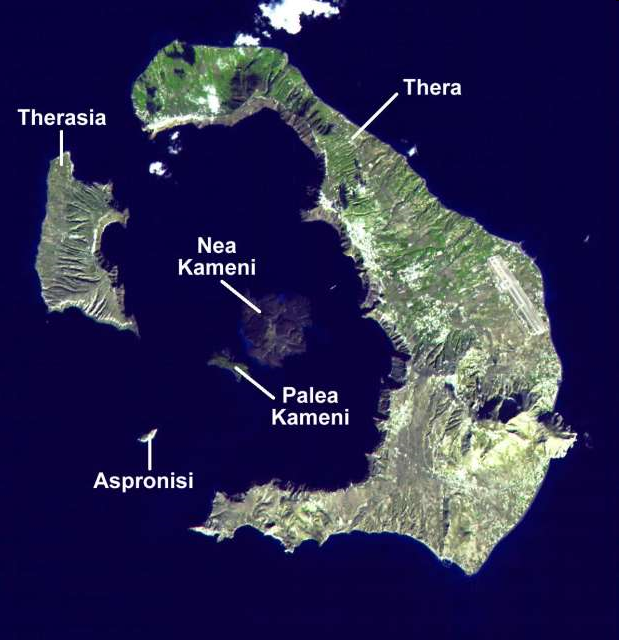 Thera
Therasia
Nea
Kameni
Palea
Kameni
Aspronisi